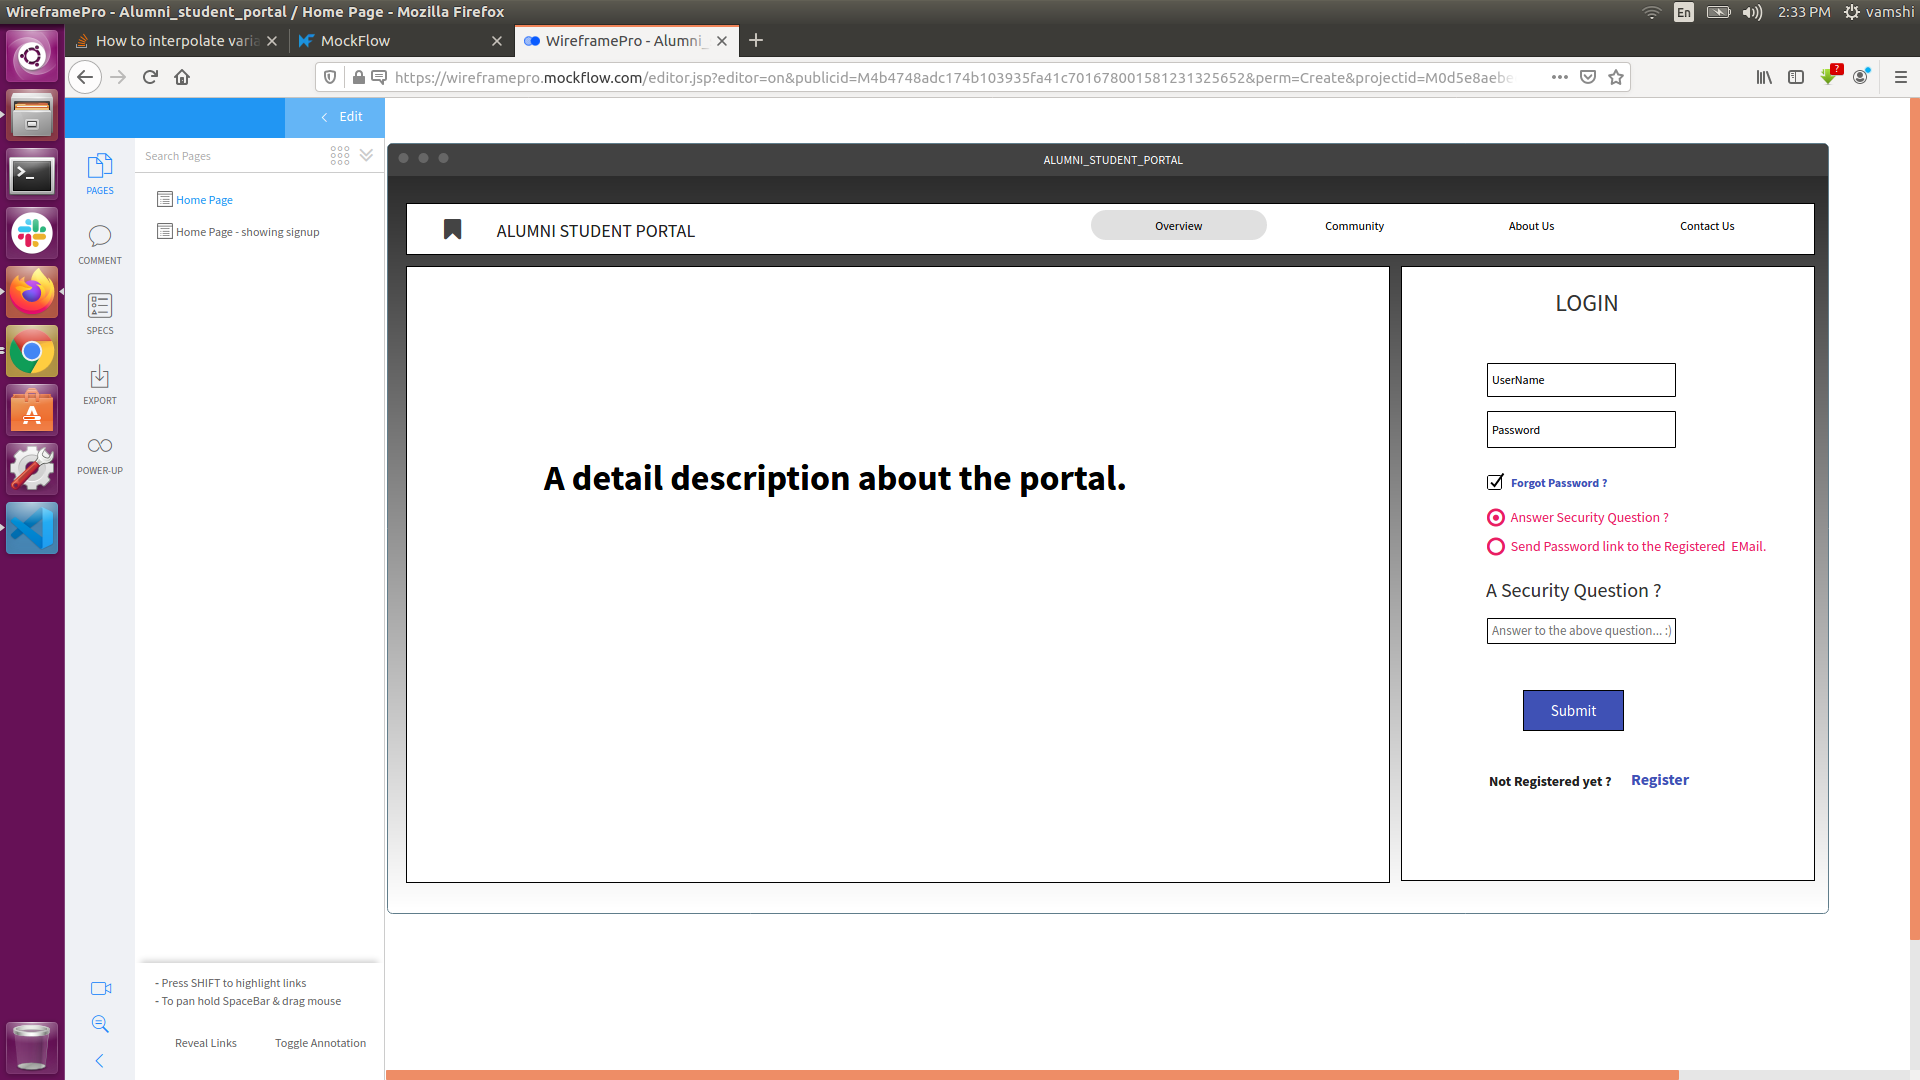 WireframePro - Alumni_student_portal / Home Page - Mozilla Firefox
En
2:33 PM
vamshi
How to interpolate varia
MockFlow
WireframePro - Alumni_
https://wireframepro.mockflow.com/editor.jsp?editor=on&publicid=M4b4748adc174b103935fa41c701678001581231325652&perm=Create&projectid=M0d5e8aebe
?
Edit
PAGES
COMMENT
SPECS
EXPORT
POWER-UP
Search Pages
Home Page
Home Page - showing signup
- Press SHIFT to highlight links
- To pan hold SpaceBar & drag mouse
Reveal Links
Toggle Annotation
ALUMNI_STUDENT_PORTAL
ALUMNI STUDENT PORTAL
Overview
Community
About Us
Contact Us
A detail description about the portal.
LOGIN
UserName
Password
Forgot Password ?
Answer Security Question ?
Send Password link to the Registered EMail.
A Security Question ?
Answer to the above question... :)
Submit
Not Registered yet ?
Register